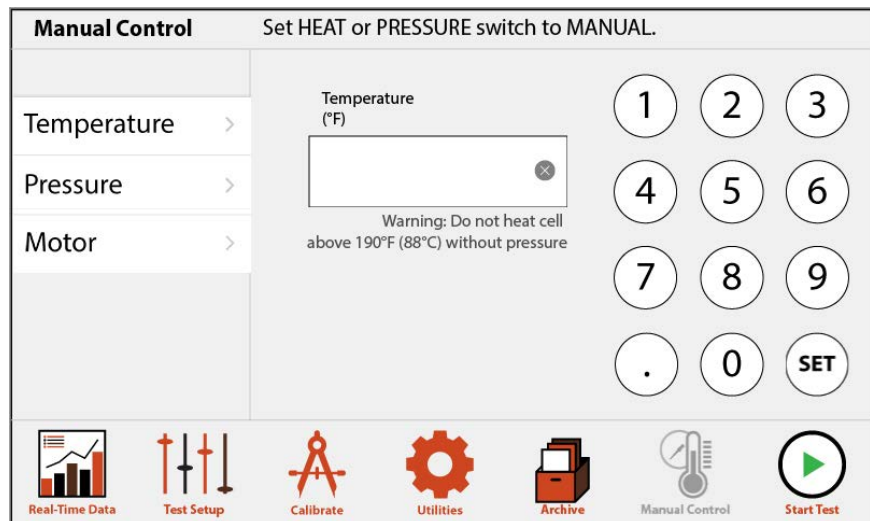 Manual Control
Set HEAT or PRESSURE switch to MANUAL.
Temperature
Pressure
Motor
Temperature
(°F)
Warning: Do not heat cell
above 190°F (88°C) without pressure
1 2 3
4 5 6
7 8 9
. 0 SET
Real-Time Data
Test Setup
Calibrate
Utilities
Archive
Manual Control
Start Test